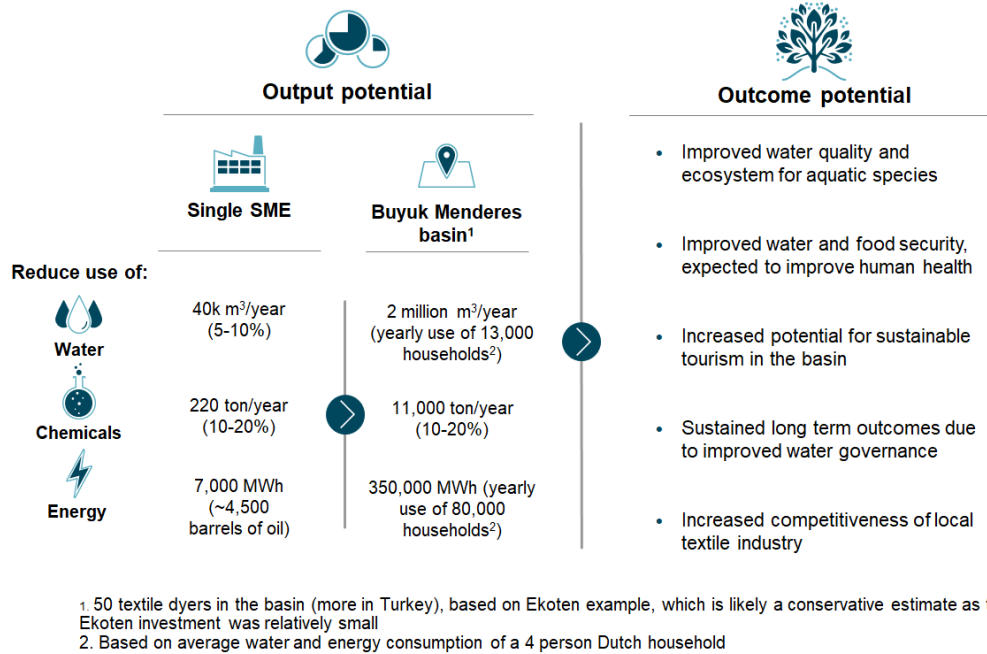 Output potential
Outcome potential
Single SME
Buyuk Menderes
basin¹
Reduce use of:
Water
40k m³/year
(5-10%)
2 million m³/year
(yearly use of 13,000
households²)
Chemicals
220 ton/year
(10-20%)
11,000 ton/year
(10-20%)
Energy
7,000 MWh
(~4,500
barrels of oil)
350,000 MWh (yearly
use of 80,000
households²)
• Improved water quality and
ecosystem for aquatic species
• Improved water and food security,
expected to improve human health
• Increased potential for sustainable
tourism in the basin
• Sustained long term outcomes due
to improved water governance
• Increased competitiveness of local
textile industry
1. 50 textile dyers in the basin (more in Turkey), based on Ekoten example, which is likely a conservative estimate as
Ekoten investment was relatively small
2. Based on average water and energy consumption of a 4 person Dutch household